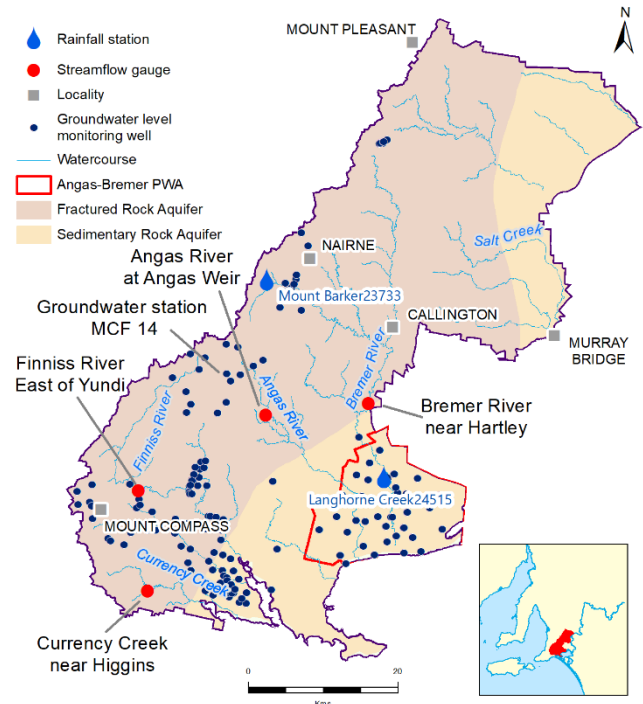 Rainfall station
Streamflow gauge
Locality
Groundwater level
monitoring well
Watercourse
Angas-Bremer PWA
Fractured Rock Aquifer
Sedimentary Rock Aquifer
MOUNT PLEASANT
N
Salt Creek
NAIRNE
Angas River
at Angas Weir
Mount Barker23733
Groundwater station
MCF 14
CALLINGTON
MURRAY
BRIDGE
Finniss River
East of Yundi
Finniss River
Angas River
Bremer River
Bremer River
near Hartley
Langhorne Creek24515
MOUNT COMPASS
Currency Creek
Currency Creek
near Higgins
0
20
Kms